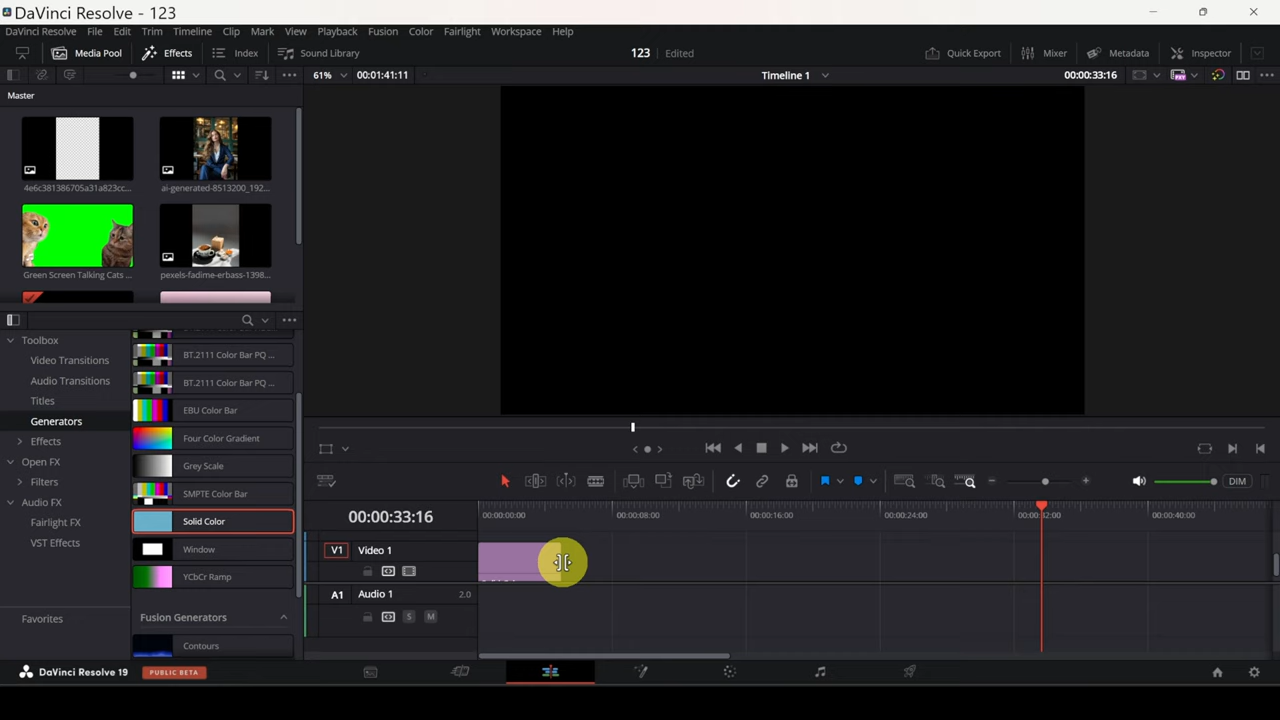 DaVinci Resolve - 123
DaVinci Resolve File Edit Trim Timeline Clip Mark View Playback Fusion Color Fairlight Workspace Help
Media Pool Effects Index Sound Library 123 Edited Quick Export Mixer Metadata Inspector
61% 00:01:41:11 Timeline 1 00:00:33:16
Master
4e6c381386705a31a823cc... ai-generated-8513200_192...
Green Screen Talking Cats ... pexels-fadime-erbass-1398...
Toolbox
Video Transitions
Audio Transitions
Titles
Generators
Effects
Open FX
Filters
Audio FX
Fairlight FX
VST Effects
Favorites
BT.2111 Color Bar PQ ...
BT.2111 Color Bar PQ ...
EBU Color Bar
Four Color Gradient
Grey Scale
SMPTE Color Bar
Solid Color
Window
YCbCr Ramp
Fusion Generators
Contours
DIM
00:00:33:16 00:00:00:00 00:00:08:00 00:00:16:00 00:00:24:00 00:00:32:00 00:00:40:00
V1 Video 1
A1 Audio 1 2.0
S M
DaVinci Resolve 19 PUBLIC BETA